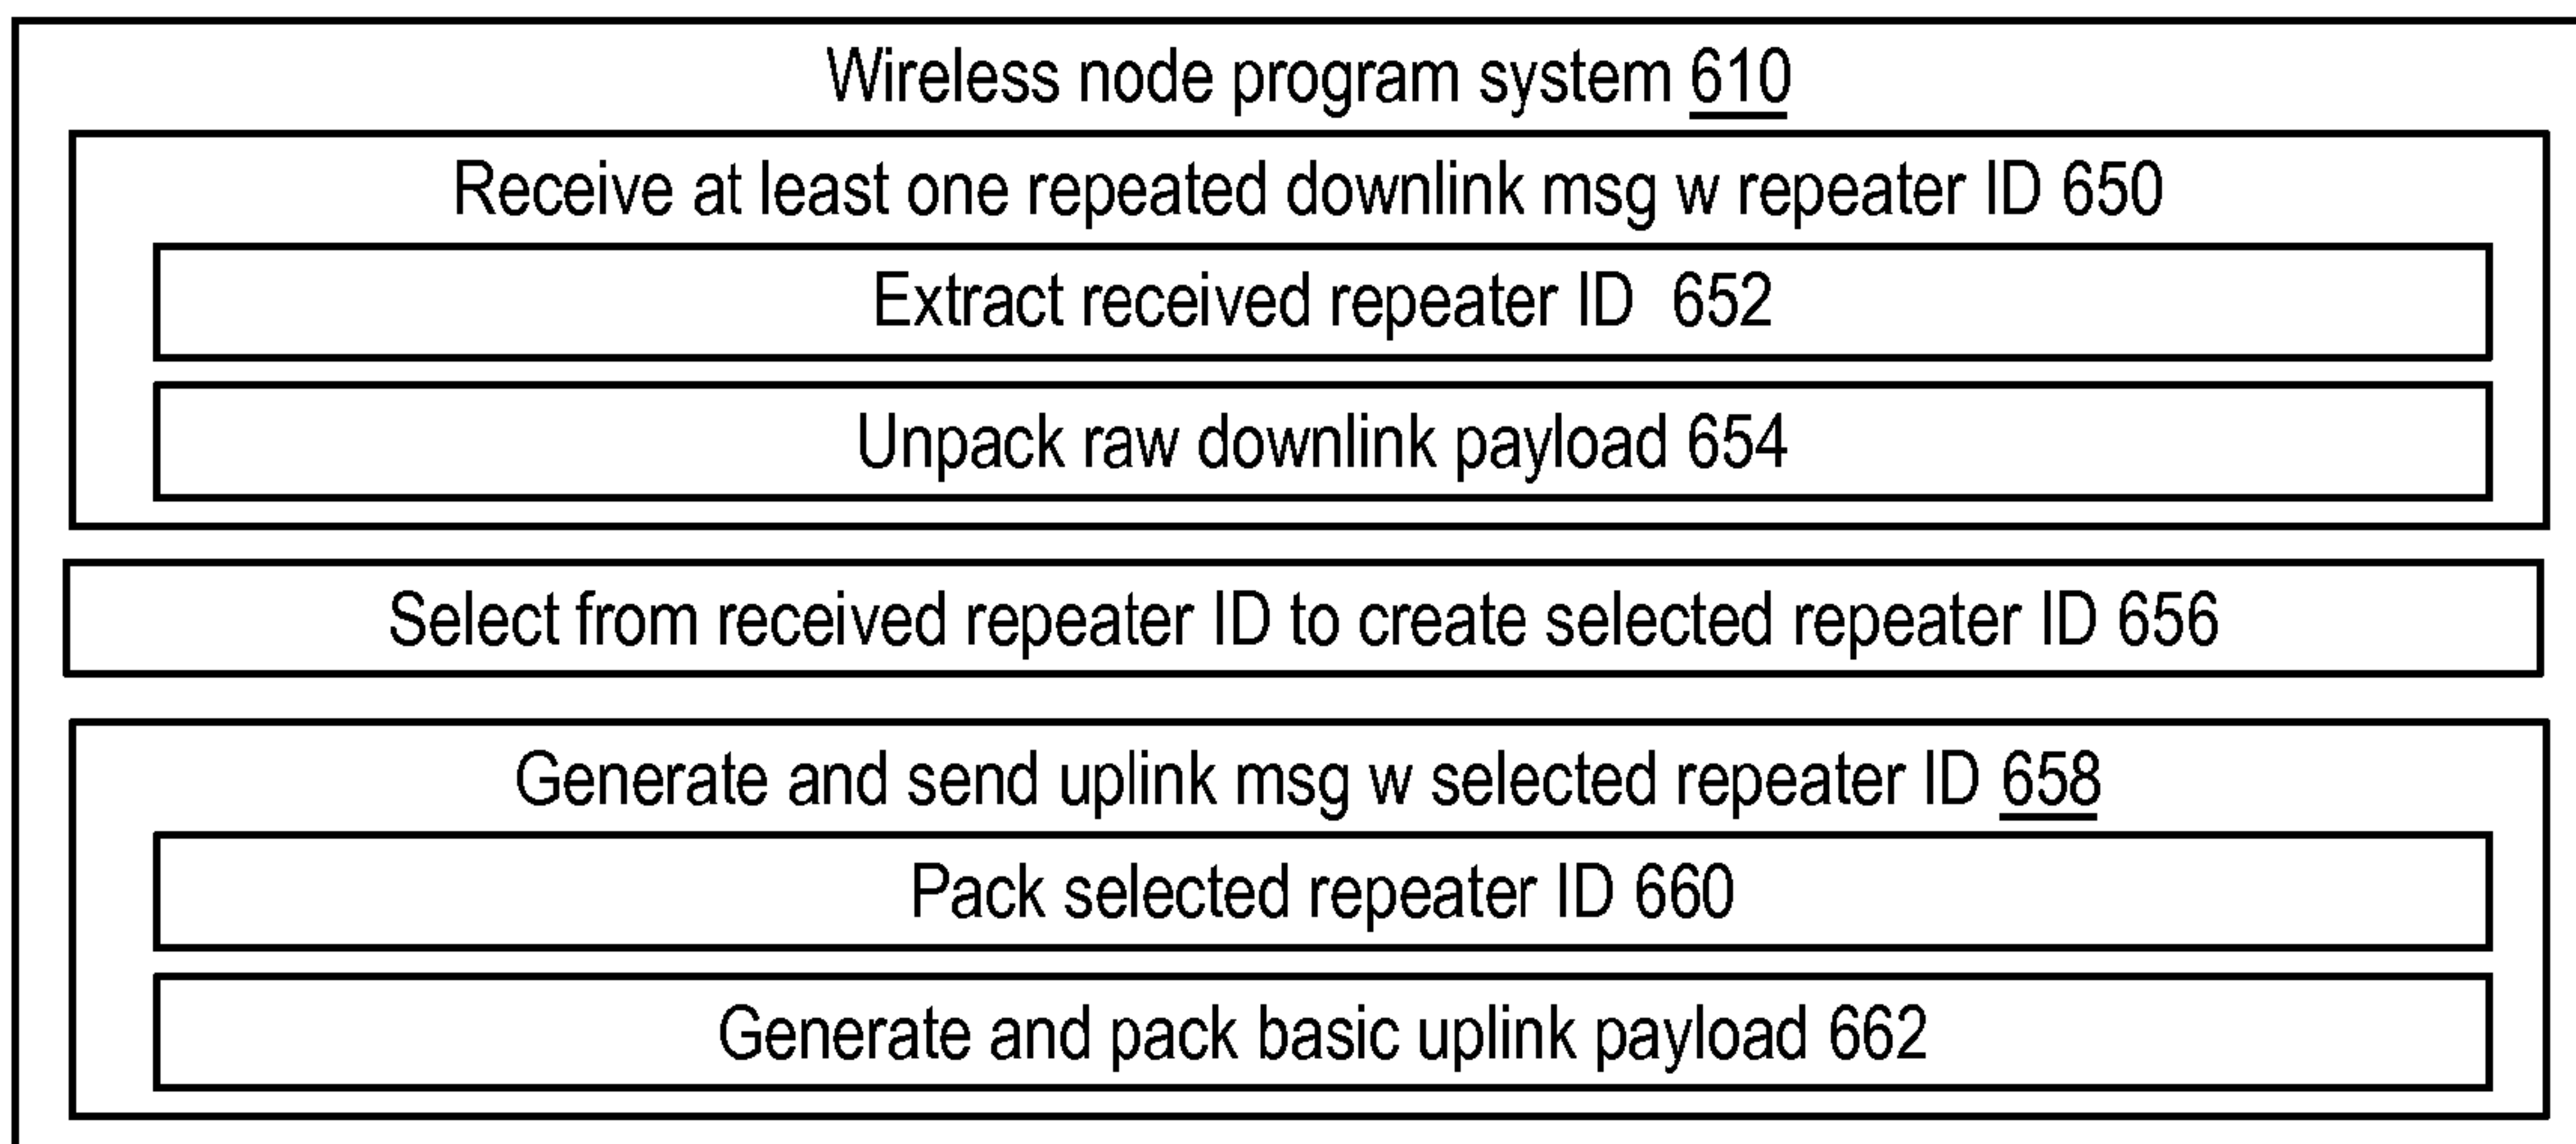 Wireless node program system 610
Receive at least one repeated downlink msg w repeater ID 650
Extract received repeater ID 652
Unpack raw downlink payload 654
Select from received repeater ID to create selected repeater ID 656
Generate and send uplink msg w selected repeater ID 658
Pack selected repeater ID 660
Generate and pack basic uplink payload 662